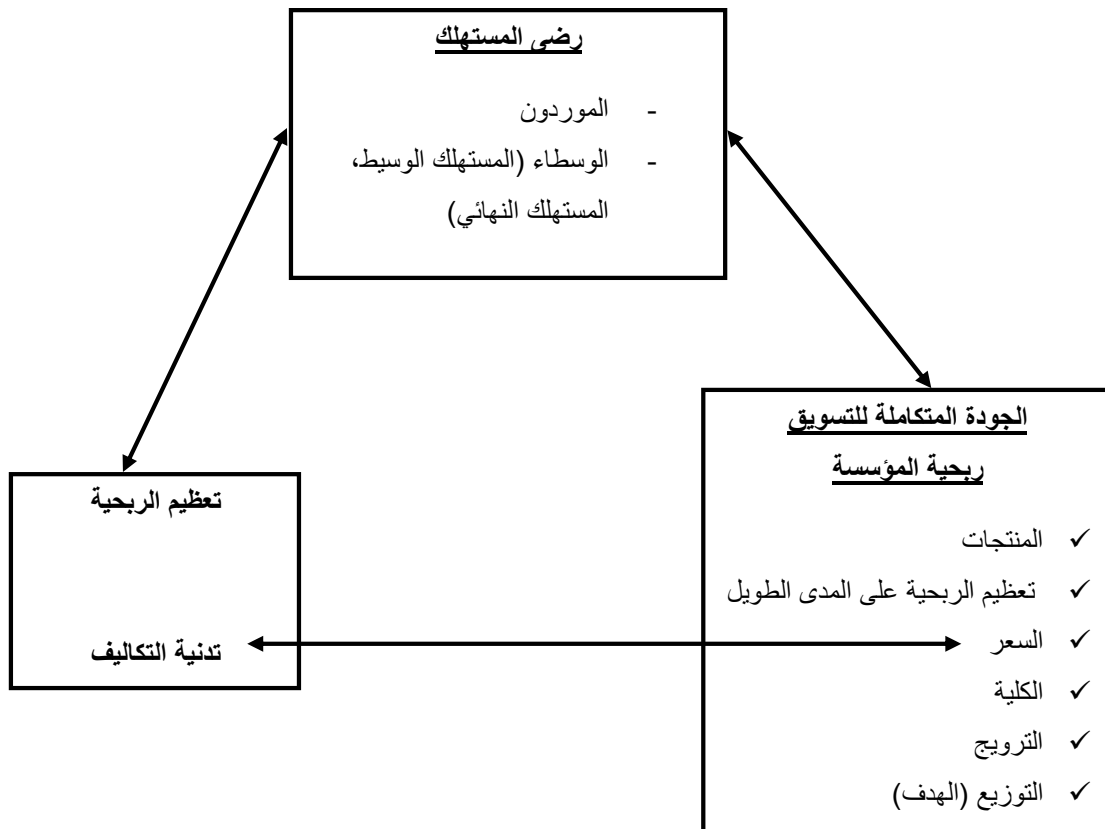 رضى المستهلك
- الموردون
- الوسطاء (المستهلك الوسيط،
المستهلك النهائي)
الجودة المتكاملة للتسويق
ربحية المؤسسة
✓ المنتجات
✓ تعظيم الربحية على المدى الطويل
✓ السعر
✓ الكلية
✓ الترويج
✓ التوزيع (الهدف)
تعظيم الربحية
تدنية التكاليف